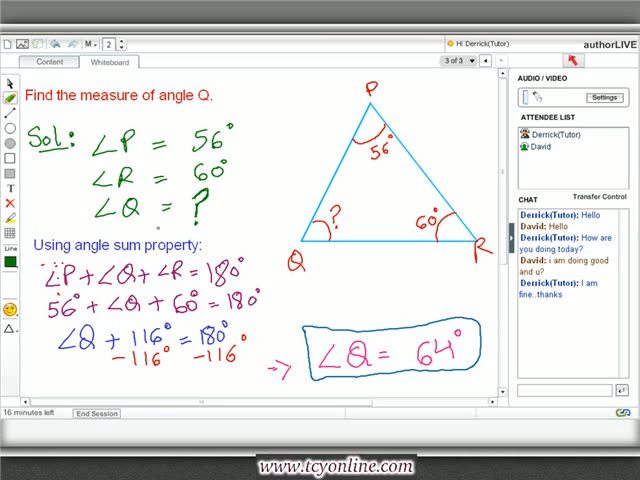 M
2
Hi Derrick(Tutor)
authorLIVE
Content
Whiteboard
3 of 3
Find the measure of angle Q.
Sol:
∠P = 56°
∠R = 60°
∠Q = ?
Using angle sum property:
∠P + ∠Q + ∠R = 180°
56° + ∠Q + 60° = 180°
∠Q + 116° = 180°
-116° -116°
=> ∠Q = 64°
P
56°
?
60°
Q
R
T
Line
AUDIO / VIDEO
Settings
ATTENDEE LIST
Derrick(Tutor)
David
Transfer Control
CHAT
Derrick(Tutor): Hello
David: Hello
Derrick(Tutor): How are
you doing today?
David: i am doing good
and u?
Derrick(Tutor): I am
fine..thanks
16 minutes left
End Session
www.tcyonline.com